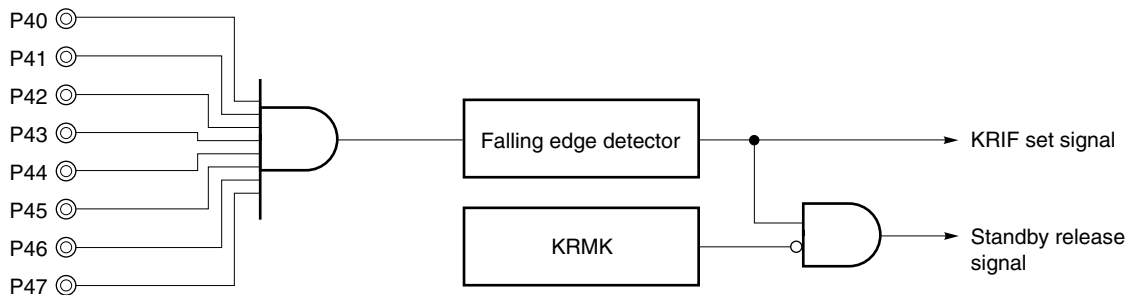 P40
P41
P42
P43
P44
P45
P46
P47
Falling edge detector
KRMK
KRIF set signal
Standby release
signal